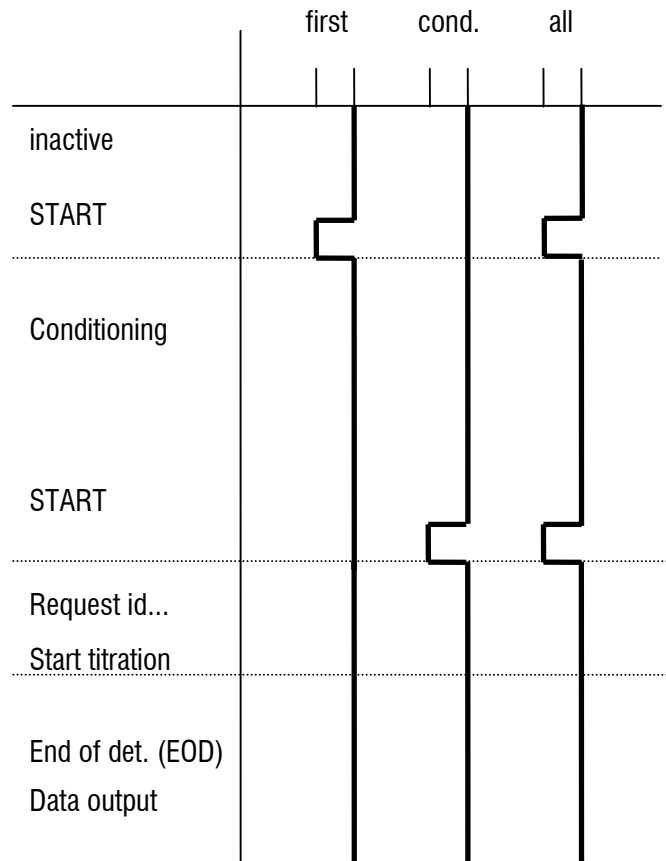 first cond. all
inactive
START
Conditioning
START
Request id...
Start titration
End of det. (EOD)
Data output